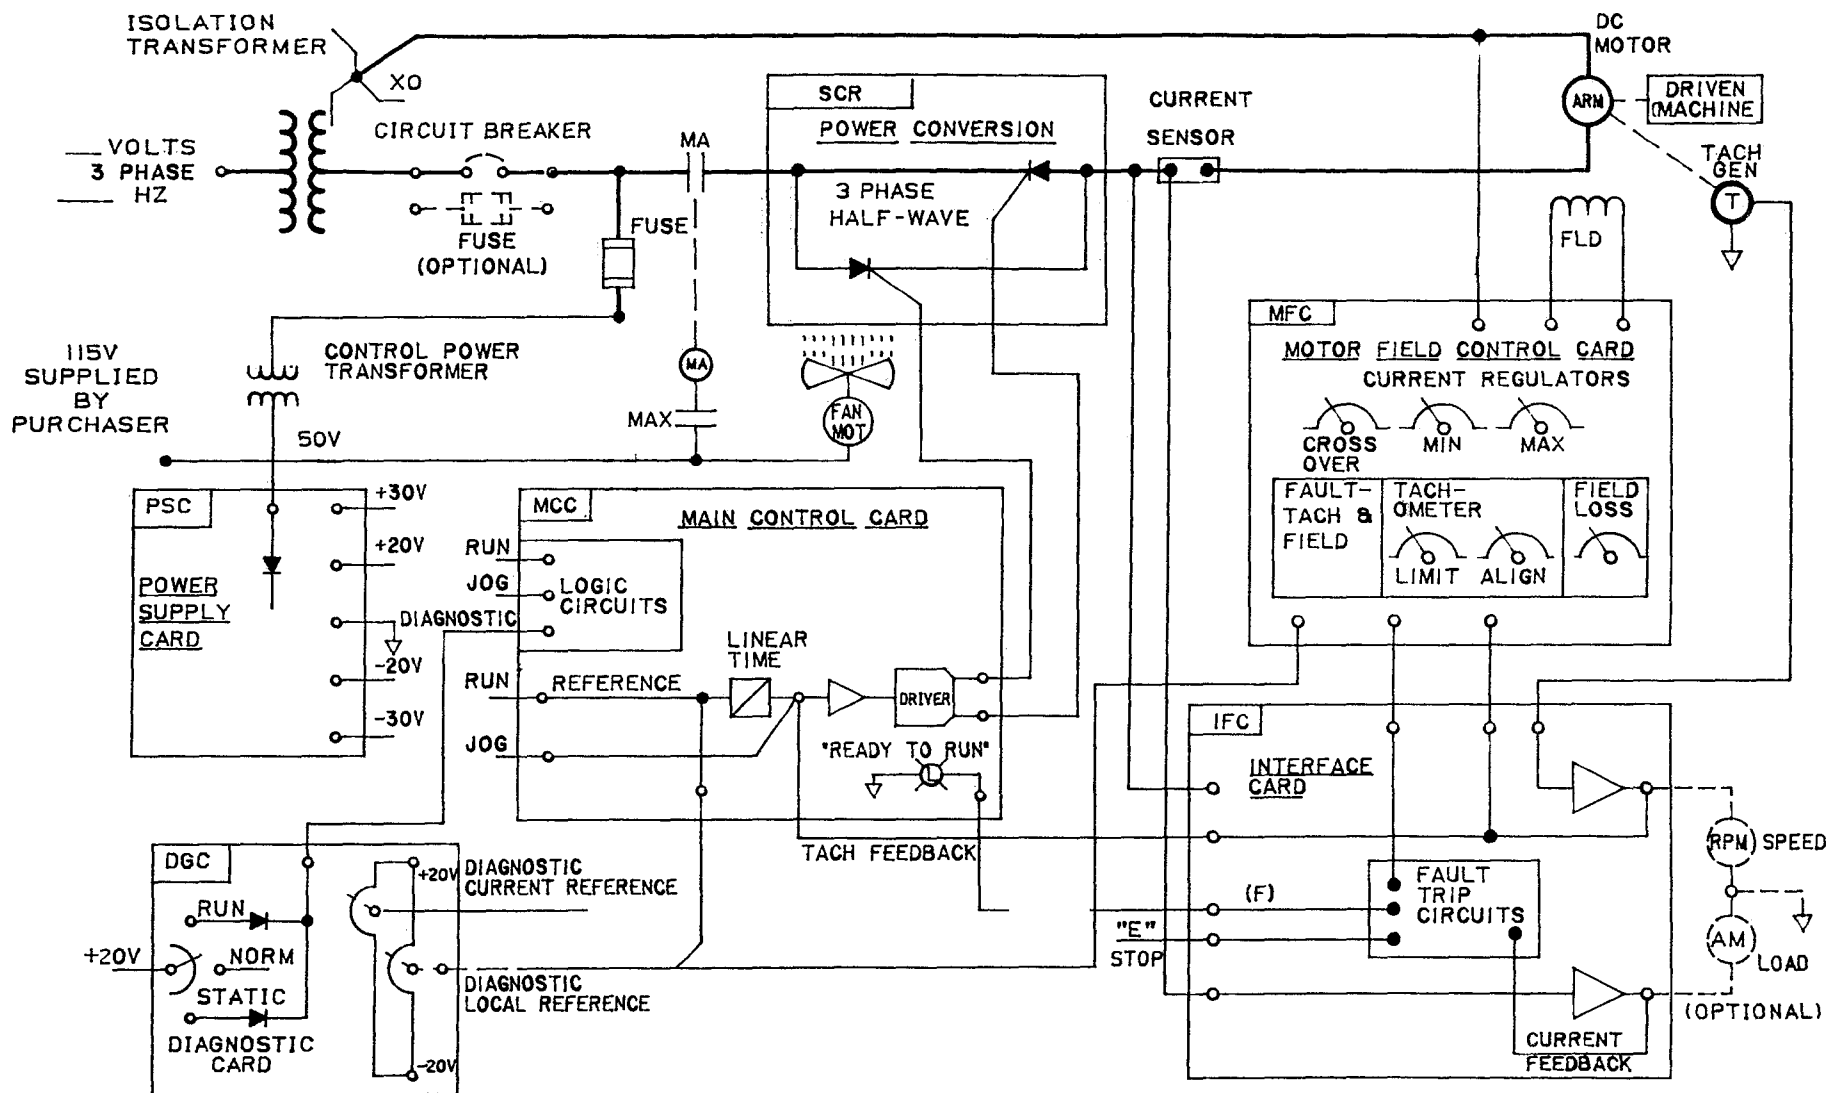 ISOLATION
TRANSFORMER
XO
___ VOLTS
3 PHASE
____ HZ
CIRCUIT BREAKER
FUSE
(OPTIONAL)
FUSE
MA
SCR
POWER CONVERSION
3 PHASE
HALF-WAVE
CURRENT
SENSOR
DC
MOTOR
ARM
DRIVEN
MACHINE
TACH
GEN
T
FLD
115V
SUPPLIED
BY
PURCHASER
CONTROL POWER
TRANSFORMER
50V
MA
MAX
FAN
MOT
MFC
MOTOR FIELD CONTROL CARD
CURRENT REGULATORS
CROSS
OVER
MIN
MAX
FAULT-
TACH &
FIELD
TACH-
OMETER
LIMIT
ALIGN
FIELD
LOSS
PSC
POWER
SUPPLY
CARD
+30V
+20V
-20V
-30V
MCC
MAIN CONTROL CARD
RUN
JOG
DIAGNOSTIC
LOGIC
CIRCUITS
LINEAR
TIME
RUN
REFERENCE
DRIVER
JOG
"READY TO RUN"
L
TACH FEEDBACK
IFC
INTERFACE
CARD
FAULT
TRIP
CIRCUITS
(F)
"E"
STOP
CURRENT
FEEDBACK
RPM
SPEED
AM
LOAD
(OPTIONAL)
DGC
RUN
+20V
NORM
STATIC
DIAGNOSTIC
CARD
+20V
DIAGNOSTIC
CURRENT REFERENCE
DIAGNOSTIC
LOCAL REFERENCE
-20V